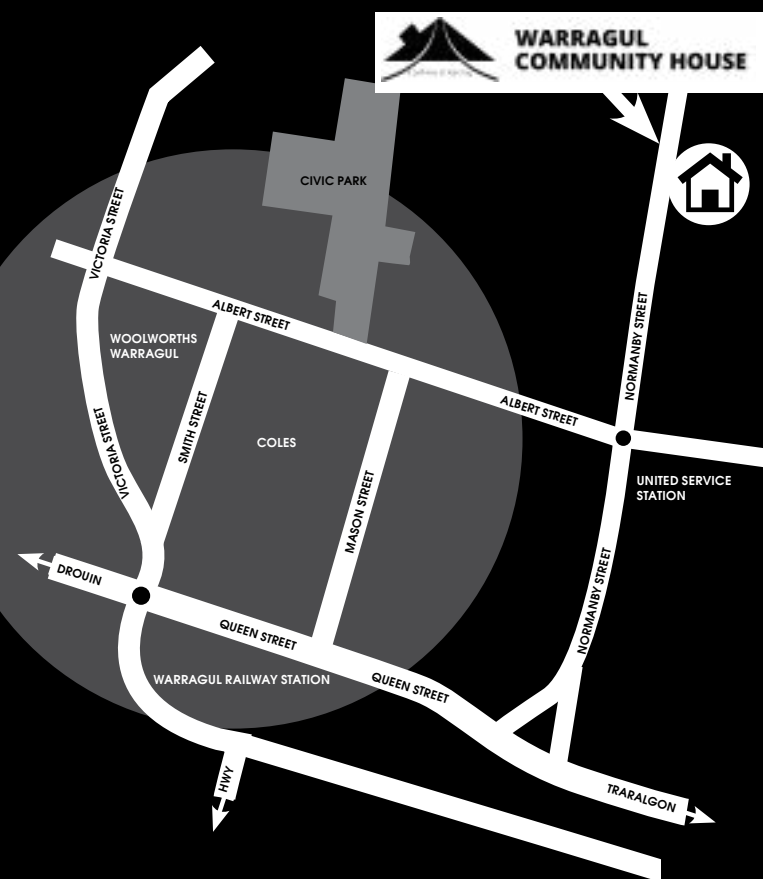 WARRAGUL
COMMUNITY HOUSE
CIVIC PARK
VICTORIA STREET
ALBERT STREET
NORMANBY STREET
WOOLWORTHS
WARRAGUL
SMITH STREET
VICTORIA STREET
COLES
ALBERT STREET
MASON STREET
UNITED SERVICE
STATION
NORMANBY STREET
DROUIN
QUEEN STREET
WARRAGUL RAILWAY STATION
QUEEN STREET
HWY
TRARALGON